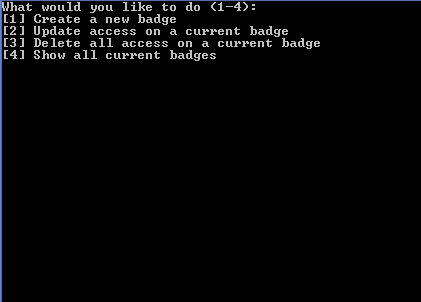 What would you like to do (1-4):
[1] Create a new badge
[2] Update access on a current badge
[3] Delete all access on a current badge
[4] Show all current badges